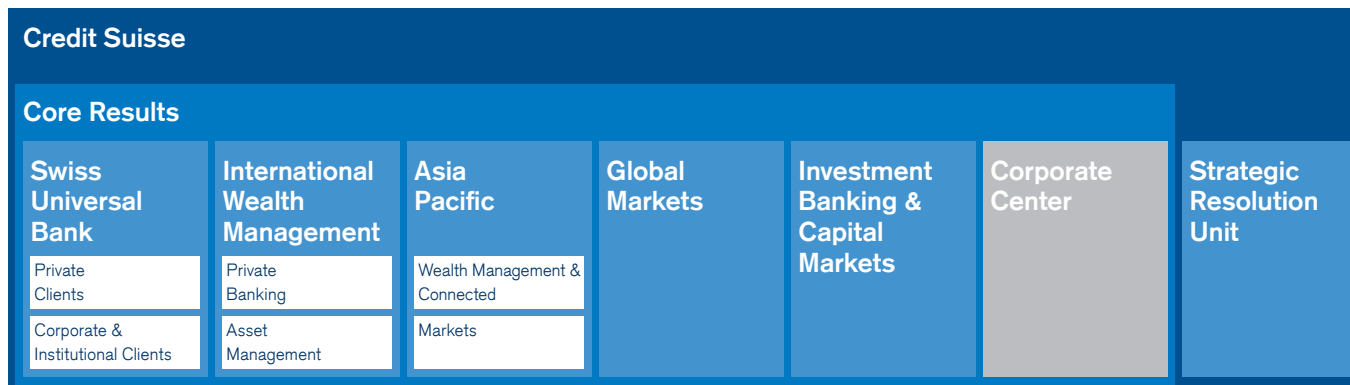 Credit Suisse
Core Results
Swiss
Universal
Bank
Private
Clients
Corporate &
Institutional Clients
International
Wealth
Management
Private
Banking
Asset
Management
Asia
Pacific
Wealth Management &
Connected
Markets
Global
Markets
Investment
Banking &
Capital
Markets
Corporate
Center
Strategic
Resolution
Unit